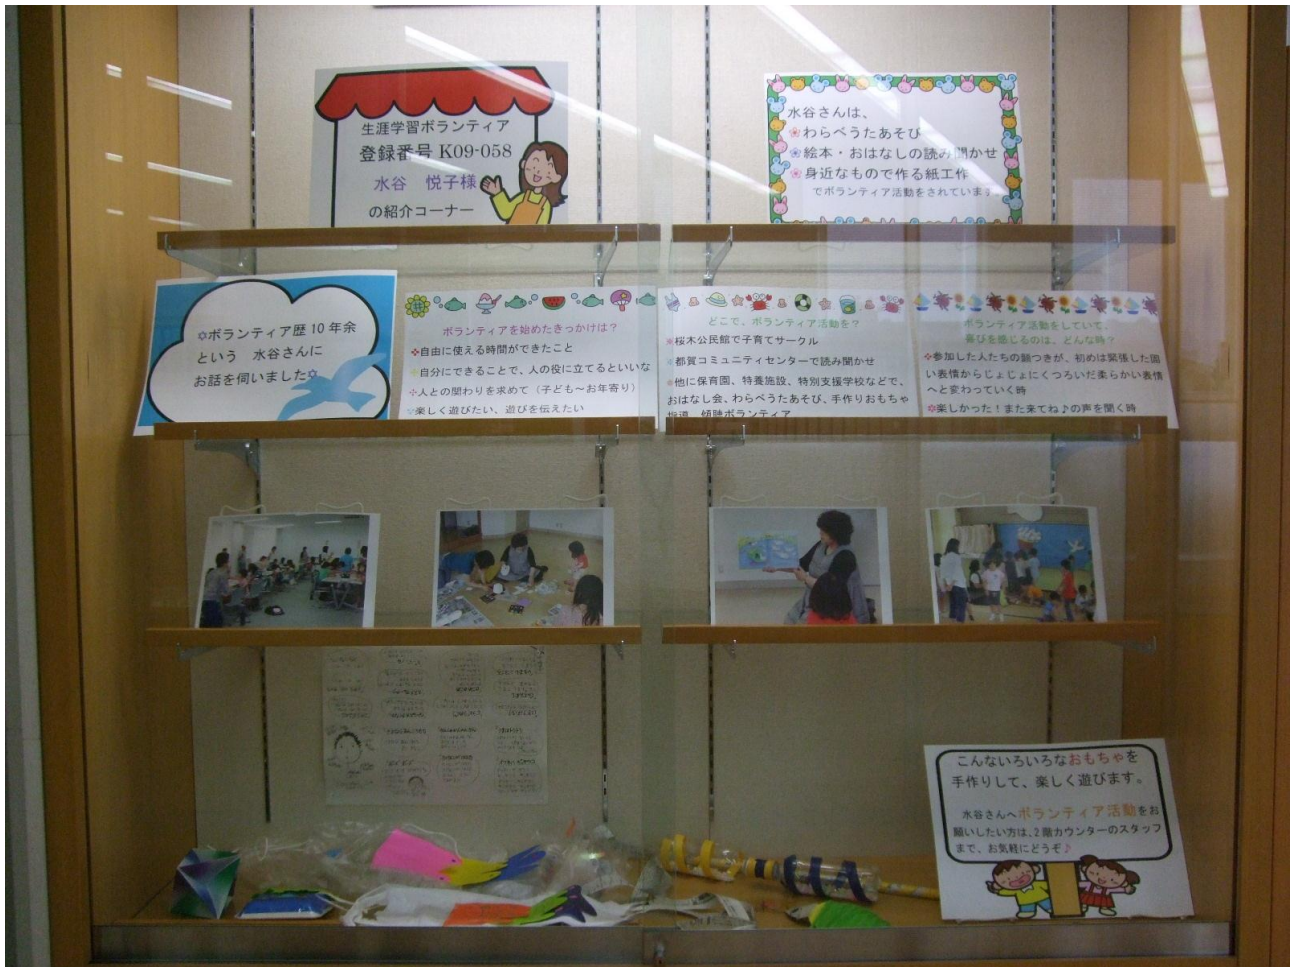 生涯学習ボランティア
登録番号 K09-058
水谷 悦子様
の紹介コーナー
水谷さんは、
わらべうたあそび
絵本・おはなしの読み聞かせ
身近なもので作る紙工作
でボランティア活動をされています。
✡ボランティア歴10年余
という 水谷さんに
お話を伺いました✡
ボランティアを始めたきっかけは？
❖自由に使える時間ができたこと
自分にできることで、人の役に立てるといいな
人との関わりを求めて（子ども～お年寄り）
楽しく遊びたい、遊びを伝えたい
どこで、ボランティア活動を？
桜木公民館で子育てサークル
都賀コミュニティセンターで読み聞かせ
他に保育園、特養施設、特別支援学校などで、
おはなし会、わらべうたあそび、手作りおもちゃ
指導、傾聴ボランティア
ボランティア活動をしていて、
喜びを感じるのは、どんな時？
❖参加した人たちの顔つきが、初めは緊張した固
い表情からじょじょにくつろいだ柔らかい表情
へと変わっていく時
楽しかった！また来てね♪の声を聞く時
こんないろいろなおもちゃを
手作りして、楽しく遊びます。
水谷さんへボランティア活動をお
願いしたい方は、2階カウンターのスタッフ
まで、お気軽にどうぞ♪